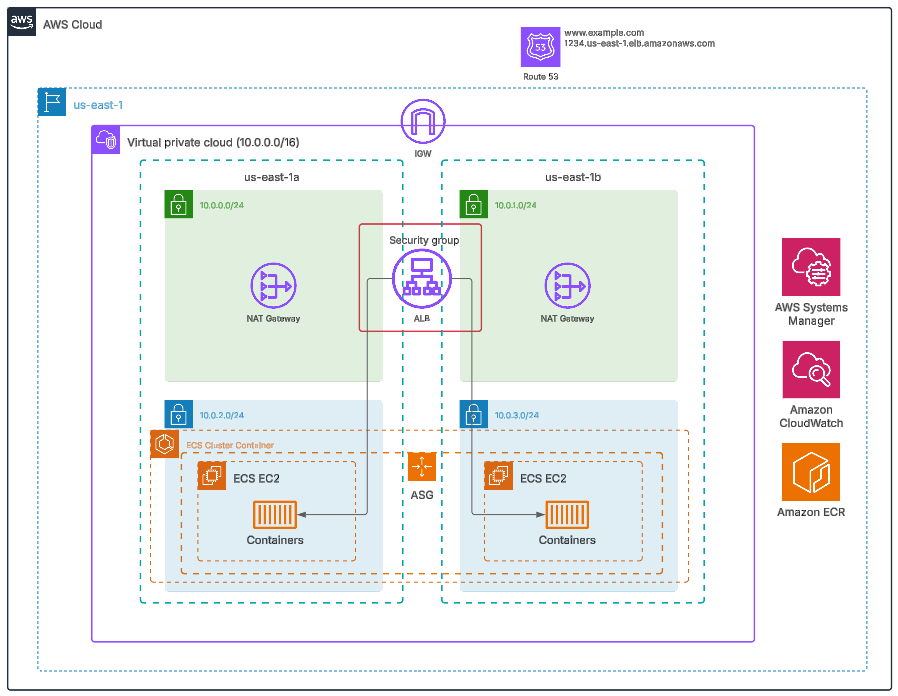 aws
AWS Cloud
53
www.example.com
1234.us-east-1.elb.amazonaws.com
Route 53
us-east-1
IGW
Virtual private cloud (10.0.0.0/16)
us-east-1a
us-east-1b
10.0.0.0/24
10.0.1.0/24
Security group
NAT Gateway
ALB
NAT Gateway
AWS Systems
Manager
Amazon
CloudWatch
10.0.2.0/24
10.0.3.0/24
ECS Cluster Container
ECS EC2
ASG
ECS EC2
Containers
Containers
Amazon ECR